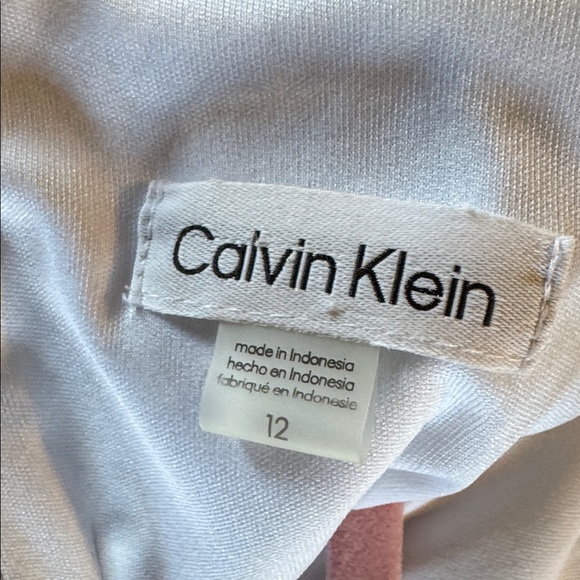 Calvin Klein
made in Indonesia
hecho en Indonesia
fabriqué en Indonesie
12